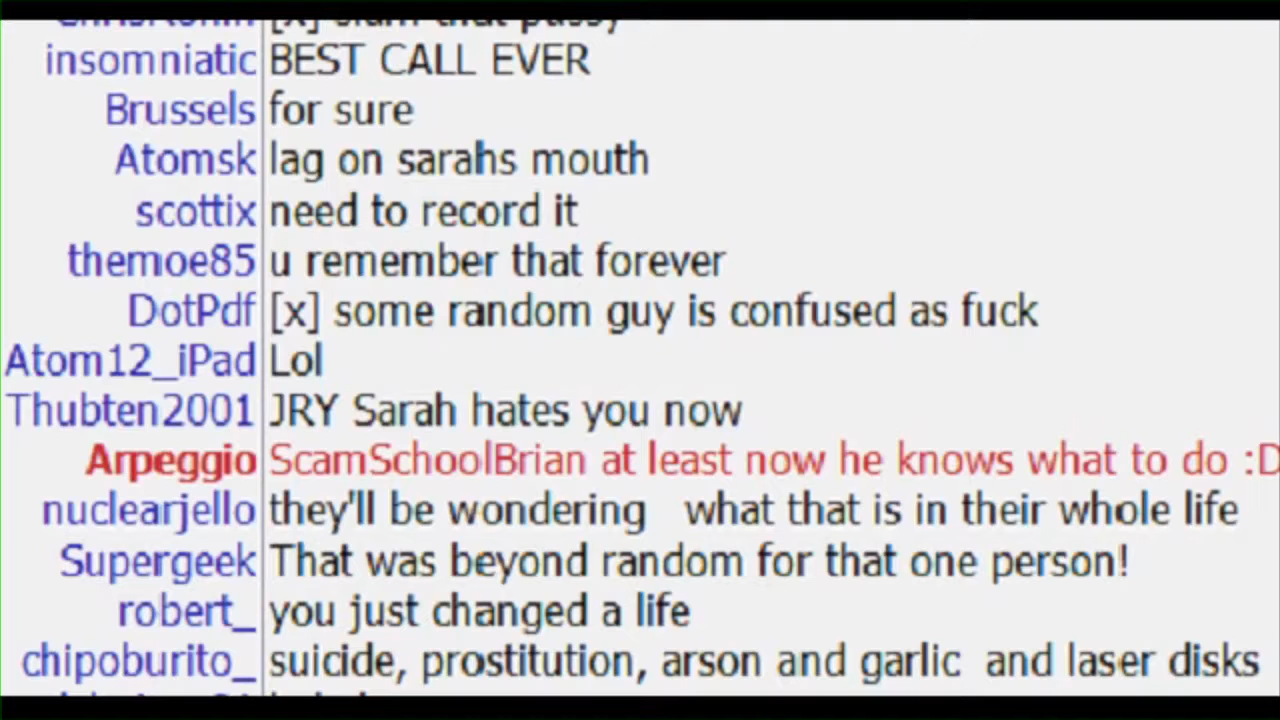 insomniatic BEST CALL EVER
Brussels for sure
Atomsk lag on sarahs mouth
scottix need to record it
themoe85 u remember that forever
DotPdf [x] some random guy is confused as fuck
Atom12_iPad Lol
Thubten2001 JRY Sarah hates you now
Arpeggio ScamSchoolBrian at least now he knows what to do :D
nuclearjello they'll be wondering what that is in their whole life
Supergeek That was beyond random for that one person!
robert_ you just changed a life
chipoburito_ suicide, prostitution, arson and garlic and laser disks